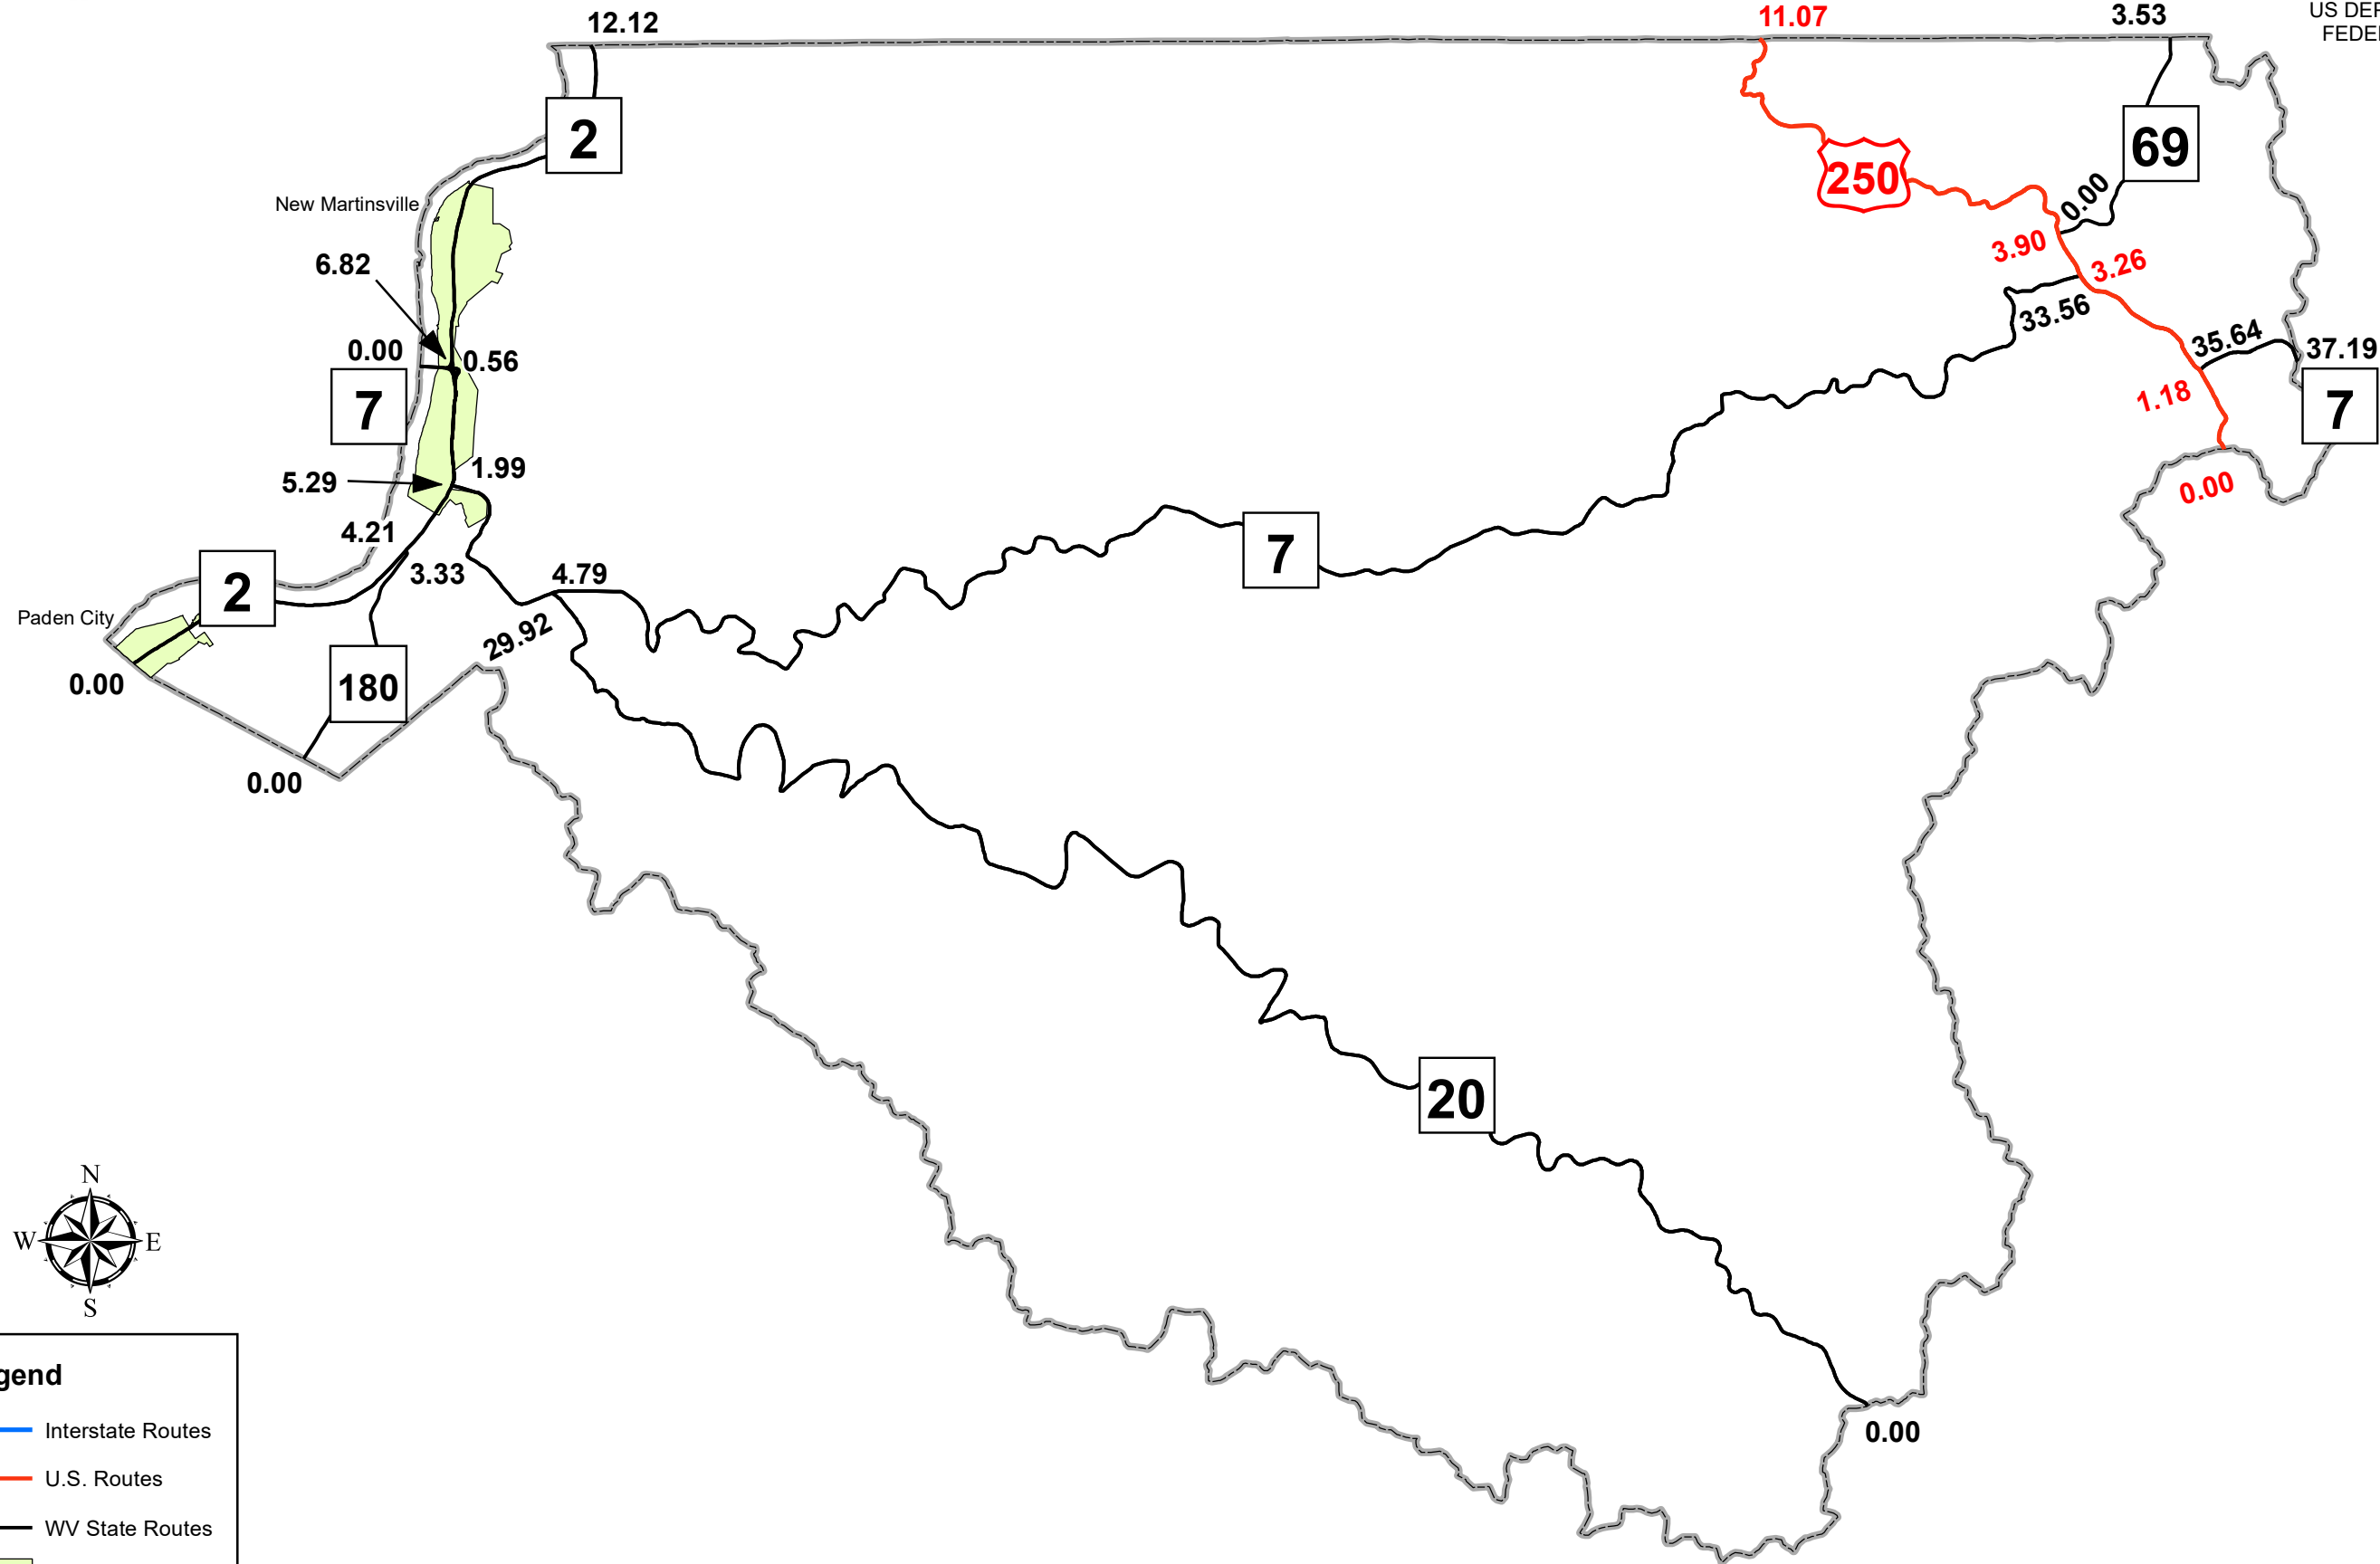 12.12
11.07
3.53
US DEF
FEDE
2
250
69
New Martinsville
0.00
3.90
3.26
6.82
33.56
35.64
37.19
0.00
0.56
7
7
1.18
5.29
1.99
0.00
4.21
7
2
3.33
4.79
Paden City
29.92
0.00
180
0.00
20
N
W
E
S
gend
0.00
Interstate Routes
U.S. Routes
WV State Routes